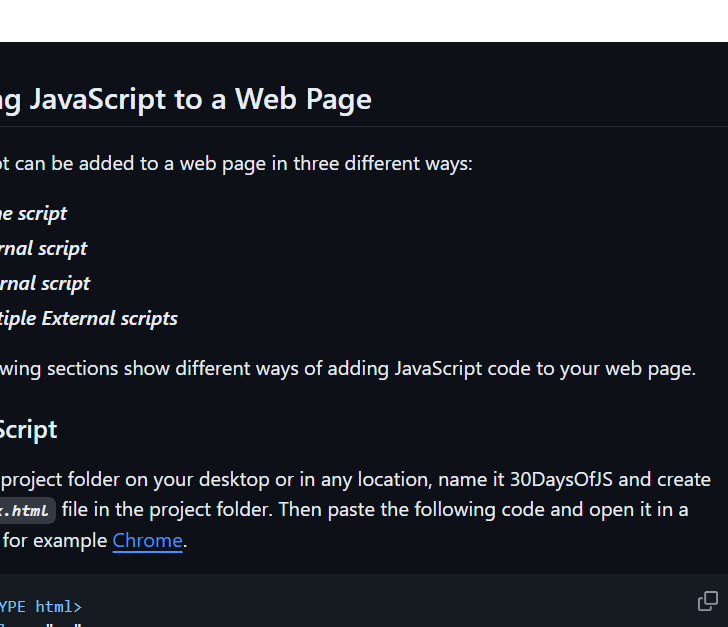 ng JavaScript to a Web Page
pt can be added to a web page in three different ways:
ne script
rnal script
rnal script
tiple External scripts
wing sections show different ways of adding JavaScript code to your web page.
Script
project folder on your desktop or in any location, name it 30DaysOfJS and create
x.html file in the project folder. Then paste the following code and open it in a
for example Chrome.
YPE html>